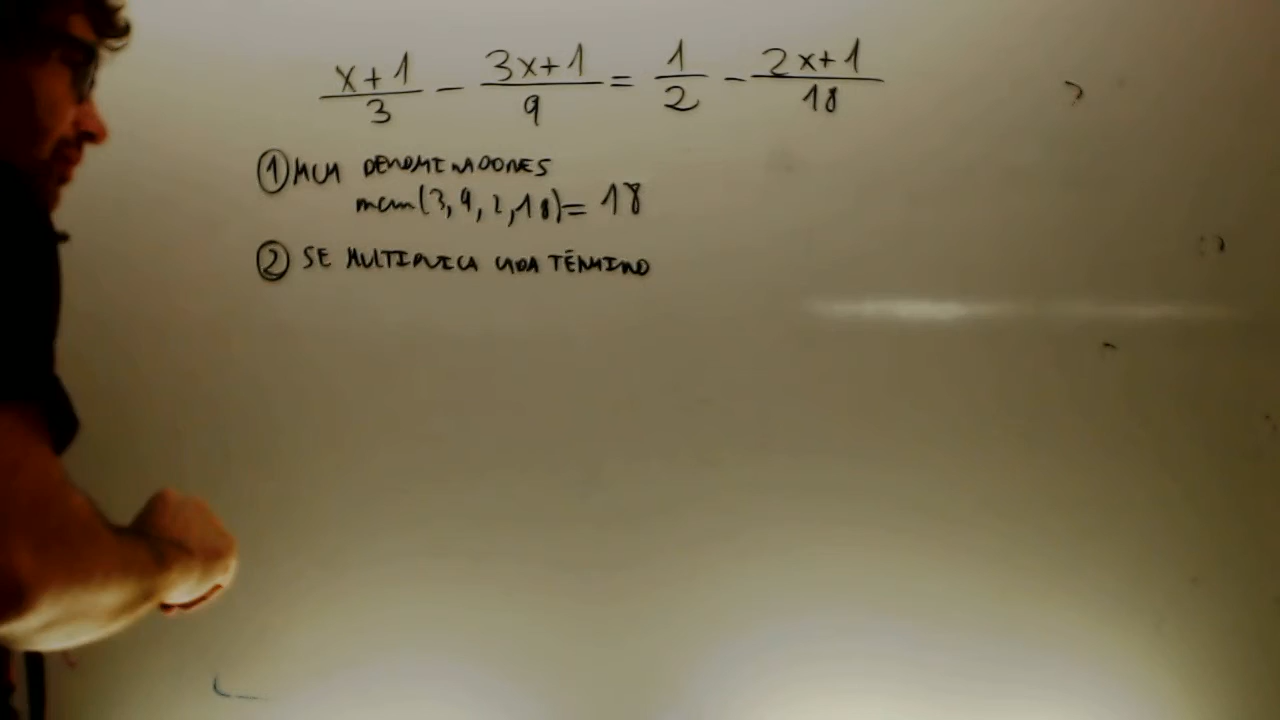 x+1/3 - 3x+1/9 = 1/2 - 2x+1/18
① MCM DENOMINADORES
mcm(3, 9, 2, 18) = 18
② SE MULTIPLICA CADA TÉRMINO